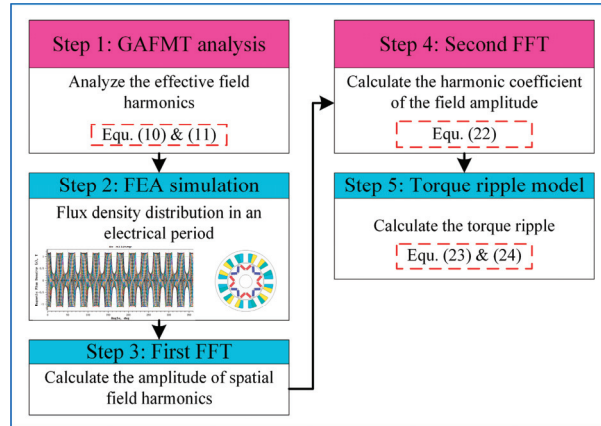 Step 1: GAFMT analysis
Analyze the effective field
harmonics
Equ. (10) & (11)
Step 2: FEA simulation
Flux density distribution in an
electrical period
Angle, deg
Step 3: First FFT
Calculate the amplitude of spatial
field harmonics
Step 4: Second FFT
Calculate the harmonic coefficient
of the field amplitude
Equ. (22)
Step 5: Torque ripple model
Calculate the torque ripple
Equ. (23) & (24)